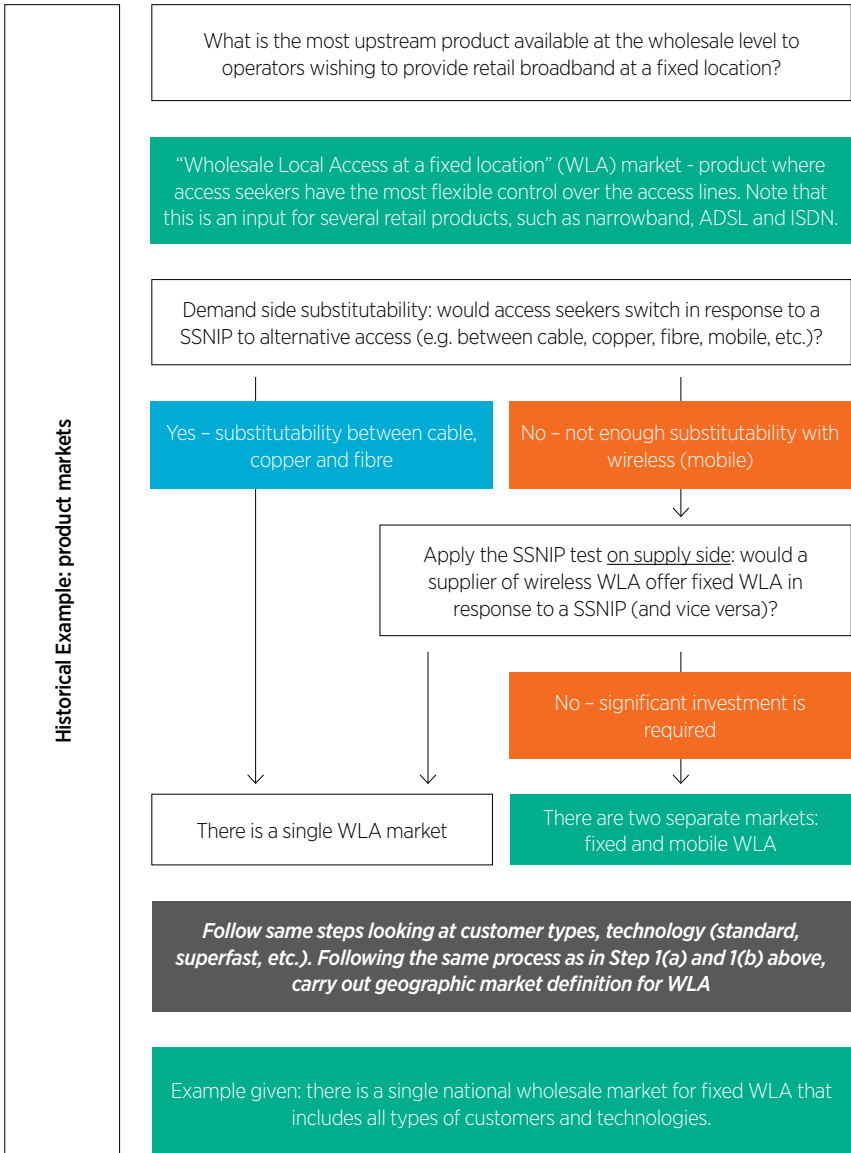 Historical Example: product markets
What is the most upstream product available at the wholesale level to
operators wishing to provide retail broadband at a fixed location?
“Wholesale Local Access at a fixed location” (WLA) market - product where
access seekers have the most flexible control over the access lines. Note that
this is an input for several retail products, such as narrowband, ADSL and ISDN.
Demand side substitutability: would access seekers switch in response to a
SSNIP to alternative access (e.g. between cable, copper, fibre, mobile, etc.)?
Yes – substitutability between cable,
copper and fibre
No – not enough substitutability with
wireless (mobile)
Apply the SSNIP test on supply side: would a
supplier of wireless WLA offer fixed WLA in
response to a SSNIP (and vice versa)?
No – significant investment is
required
There is a single WLA market
There are two separate markets:
fixed and mobile WLA
Follow same steps looking at customer types, technology (standard,
superfast, etc.). Following the same process as in Step 1(a) and 1(b) above,
carry out geographic market definition for WLA
Example given: there is a single national wholesale market for fixed WLA that
includes all types of customers and technologies.